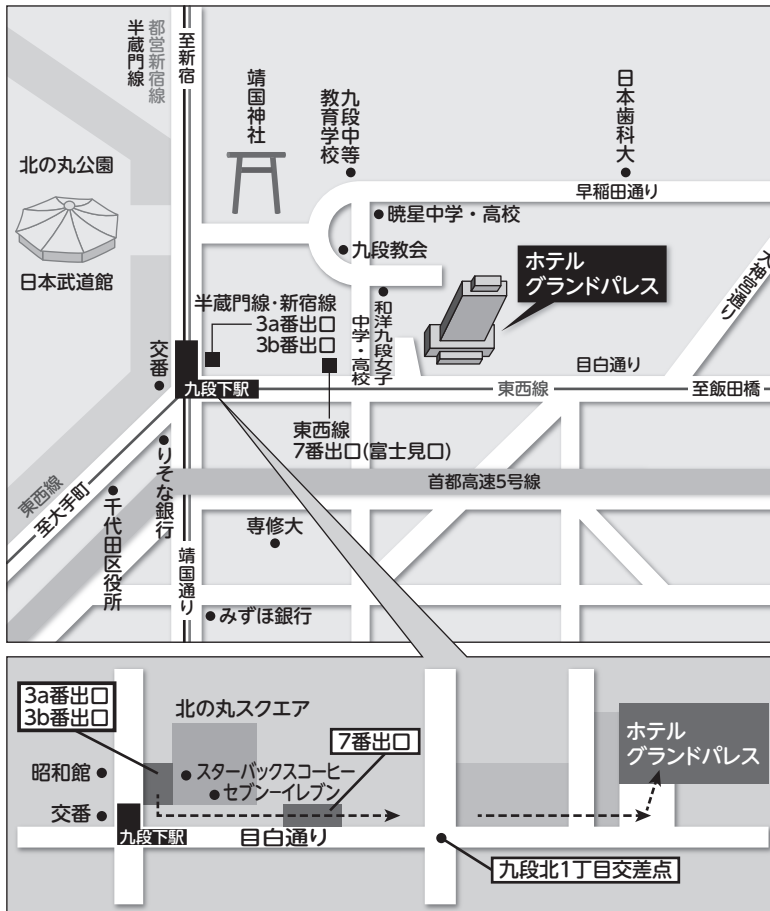 半蔵門線
都営新宿線
至新宿
靖国神社
九段中等
教育学校
日本歯科大
早稲田通り
北の丸公園
日本武道館
暁星中学・高校
九段教会
ホテル
グランドパレス
大神宮通り
半蔵門線・新宿線
3a番出口
3b番出口
和洋九段女子
中学・高校
目白通り
交番
九段下駅
東西線
至飯田橋
東西線
7番出口(富士見口)
りそな銀行
首都高速5号線
東西線
至大手町
千代田区役所
専修大
靖国通り
みずほ銀行
3a番出口
3b番出口
北の丸スクエア
7番出口
ホテル
グランドパレス
昭和館
スターバックスコーヒー
セブン-イレブン
交番
九段下駅
目白通り
九段北1丁目交差点